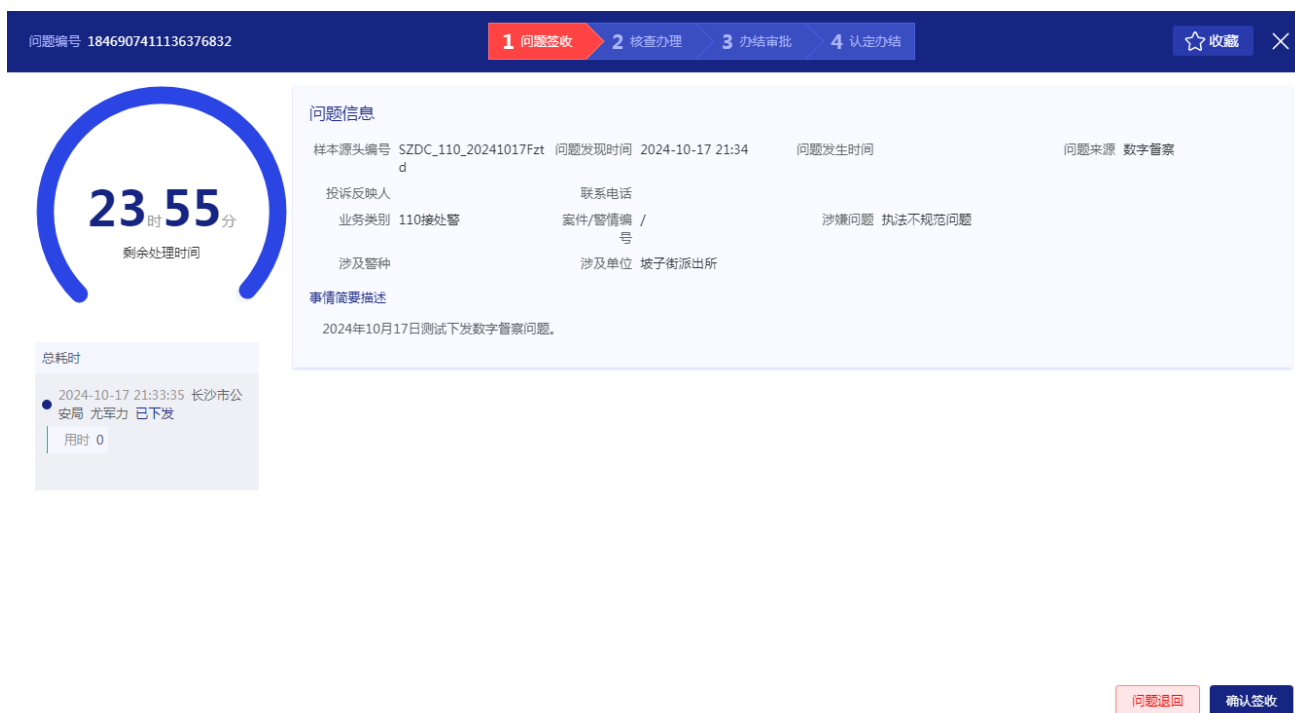 问题编号 1846907411136376832
1 问题签收 2 核查办理 3 办结审批 4 认定办结
收藏
23时55分
剩余处理时间
总耗时
2024-10-17 21:33:35 长沙市公
安局 尤军力 已下发
用时 0
问题信息
样本源头编号 SZDC_110_20241017Fzt 问题发现时间 2024-10-17 21:34 问题发生时间 问题来源 数字督察
d
投诉反映人 联系电话
业务类别 110接处警 案件/警情编 / 涉嫌问题 执法不规范问题
号
涉及警种 涉及单位 坡子街派出所
事情简要描述
2024年10月17日测试下发数字督察问题。
问题退回 确认签收